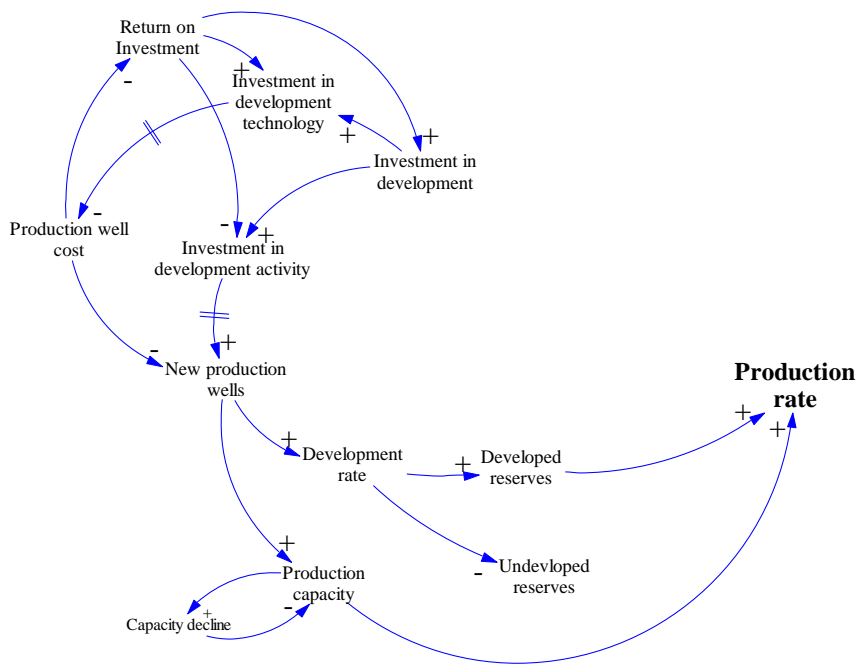 Return on
Investment
+
-
Investment in
development
technology
+
+
Investment in
development
-
Production well
cost
-
+
Investment in
development activity
-
+
New production
wells
Production
rate
+
+
+
Development
rate
+
Developed
reserves
+
Production
capacity
-
Undevloped
reserves
-
+
Capacity decline